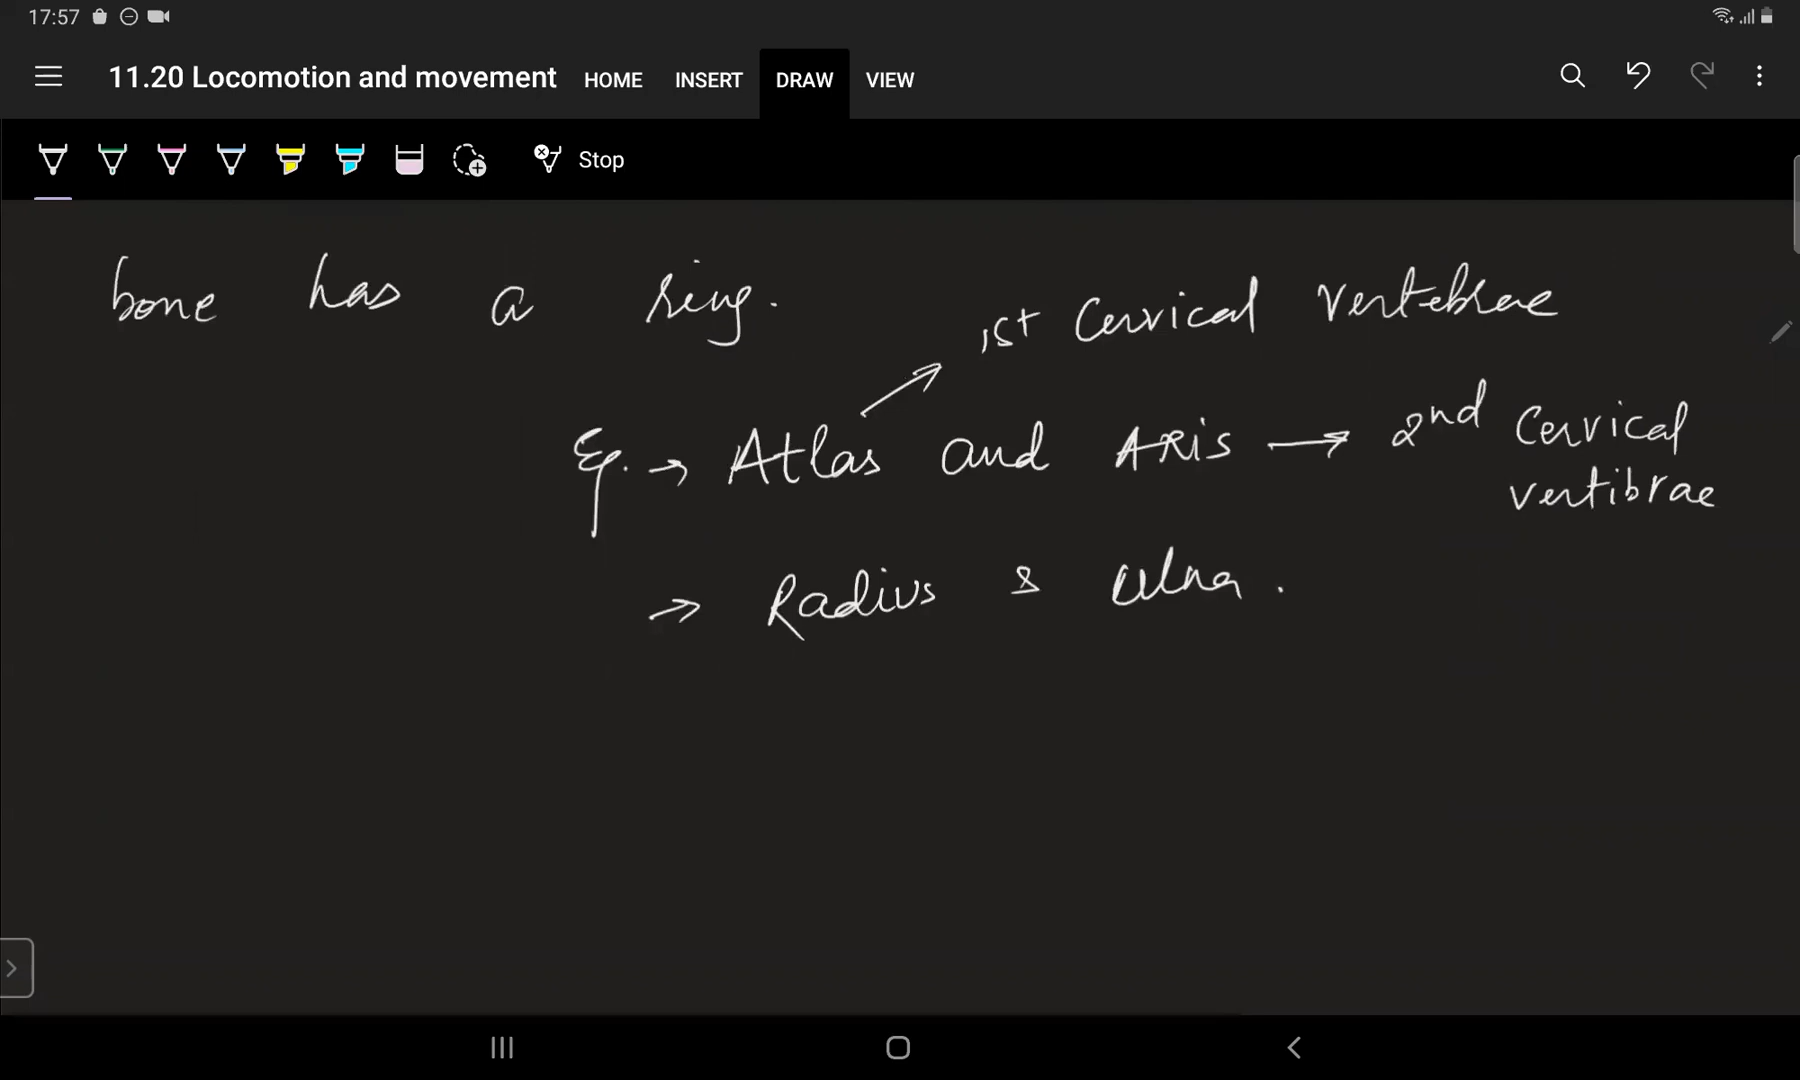 17:57
11.20 Locomotion and movement HOME INSERT DRAW VIEW
Stop
bone has a ring.
1st Cervical Vertebrae
Eg. → Atlas and Axis → 2nd Cervical
vertibrae
→ Radius & Ulna.